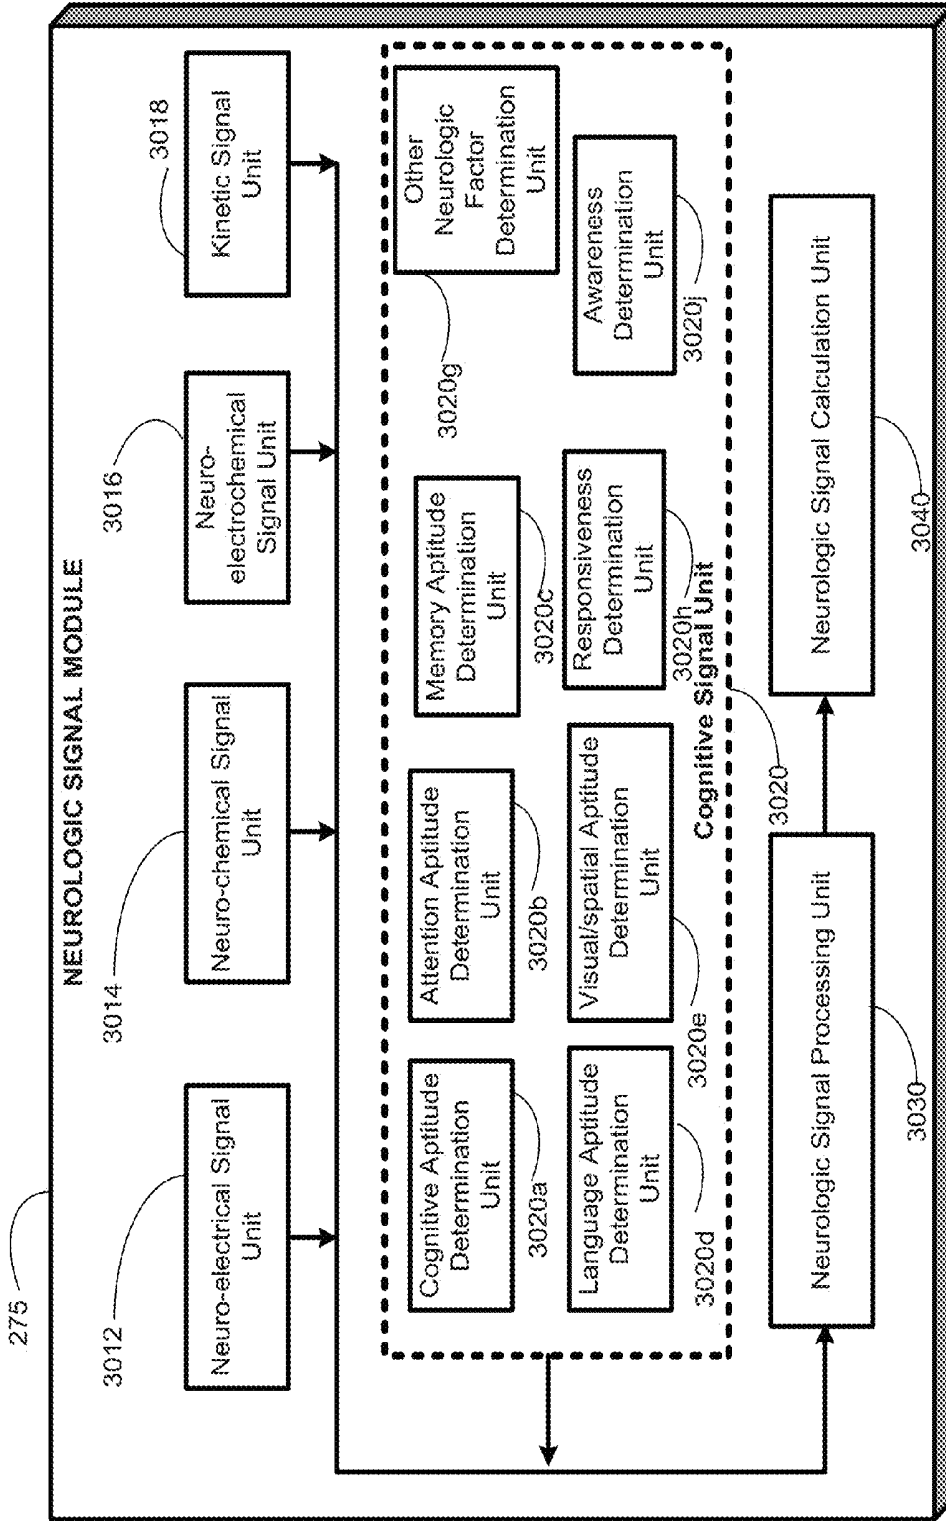 275
NEUROLOGIC SIGNAL MODULE
3012
3014
3016
3018
Neuro-electrical Signal
Unit
Neuro-chemical Signal
Unit
Neuro-
electrochemical
Signal Unit
Kinetic Signal
Unit
Cognitive Aptitude
Determination
Unit
3020a
Attention Aptitude
Determination
Unit
3020b
Memory Aptitude
Determination
Unit
3020c
Other
Neurologic
Factor
Determination
Unit
3020g
Language Aptitude
Determination
Unit
3020d
Visual/spatial Aptitude
Determination
Unit
3020e
Responsiveness
Determination
Unit
3020h
Awareness
Determination
Unit
3020j
Cognitive Signal Unit
3020
Neurologic Signal Processing Unit
3030
Neurologic Signal Calculation Unit
3040